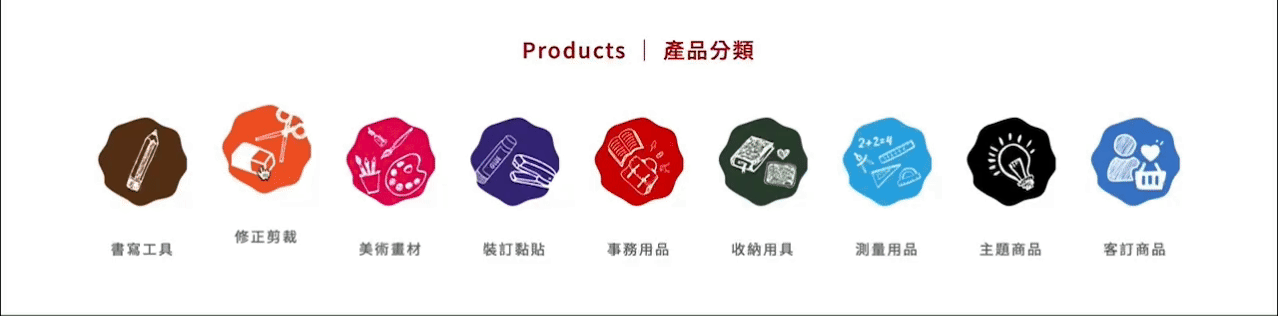 Products ｜ 產品分類
GLUE
2+2=4
書寫工具
修正剪裁
美術畫材
裝訂黏貼
事務用品
收納用具
測量用品
主題商品
客訂商品